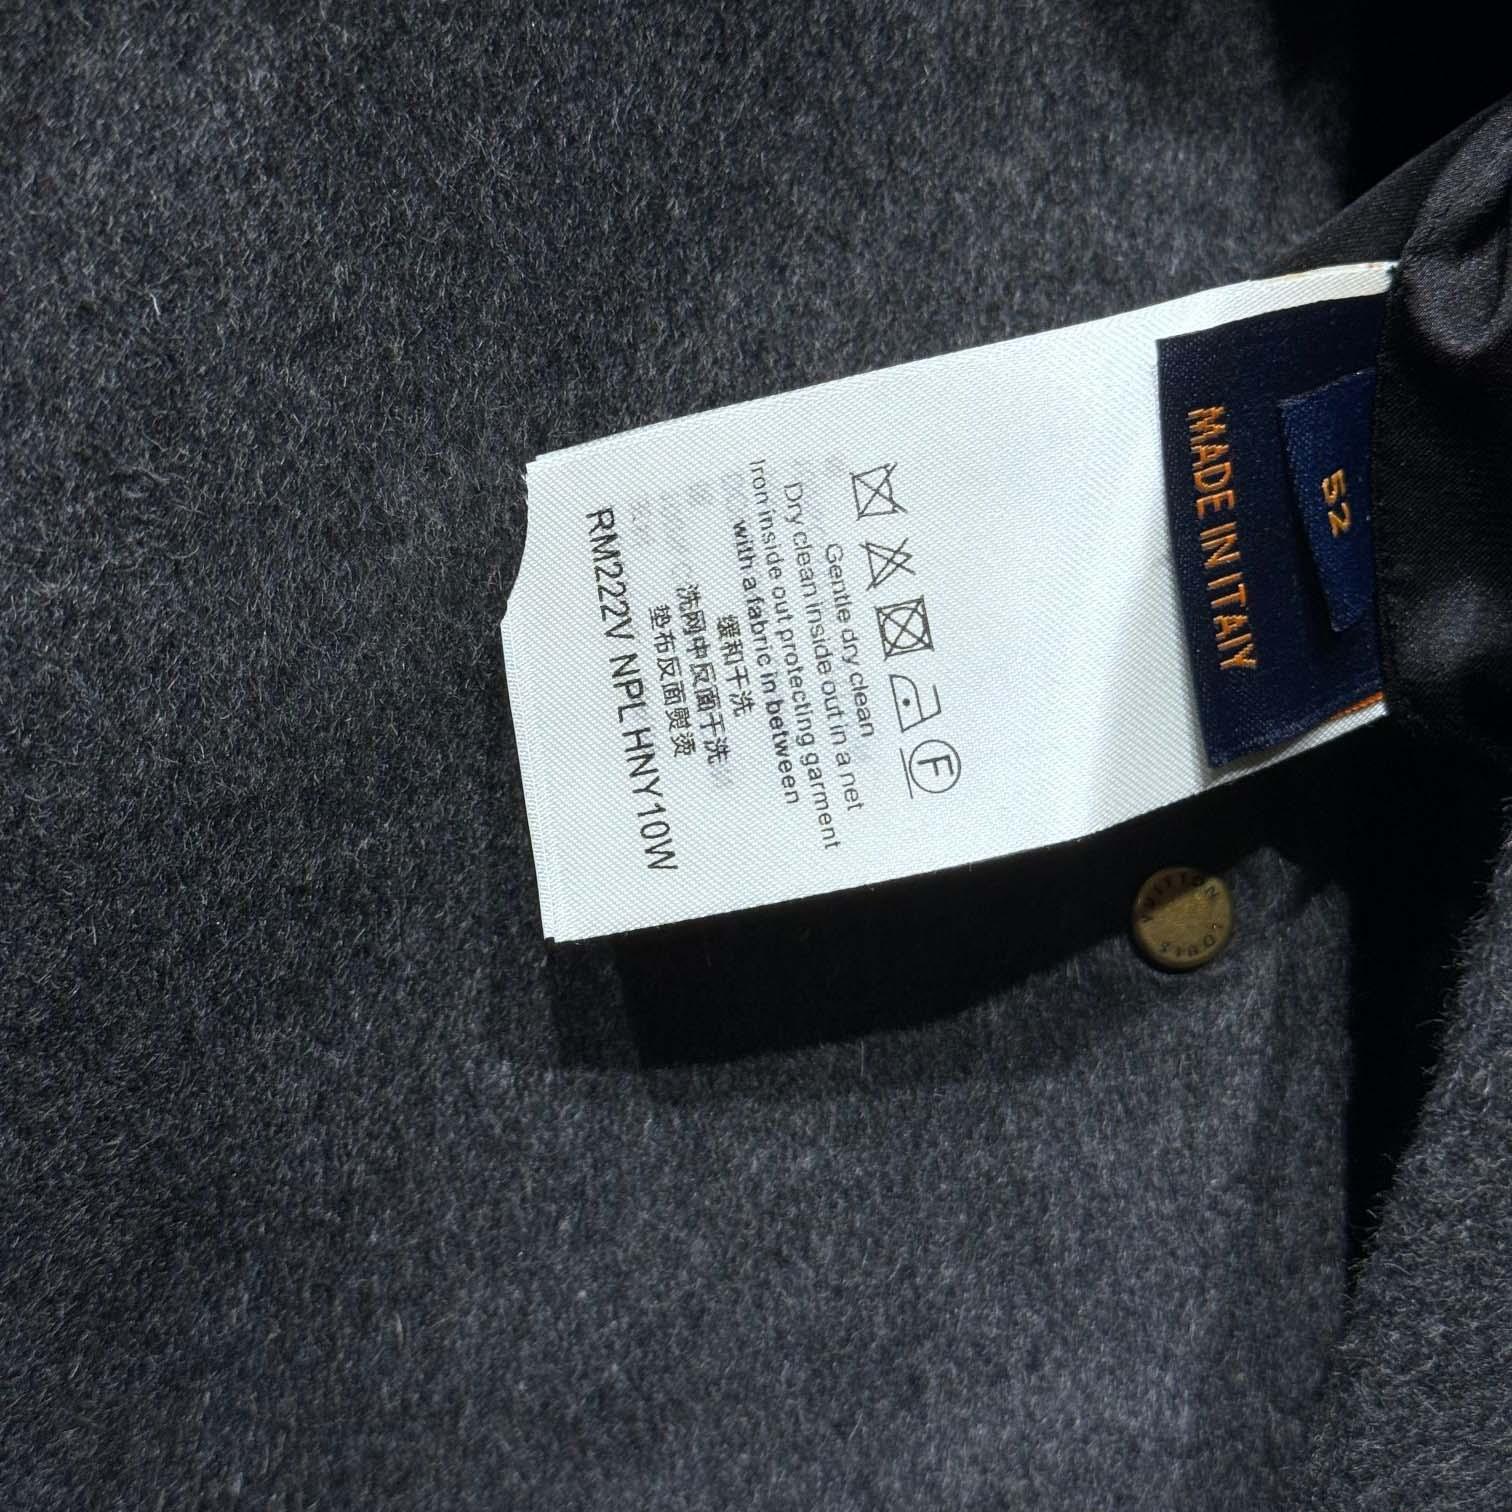 52
MADE IN ITALY
F
Gentle dry clean
Dry clean inside out in a net
Iron inside out protecting garment
with a fabric in between
缓和干洗
洗网中反面干洗
垫布反面熨烫
RM222V NPL HNY10W
LOUIS VUITTON